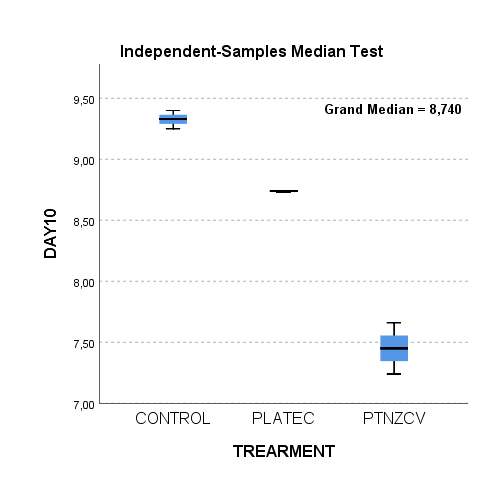 Independent-Samples Median Test
Grand Median = 8,740
9,50
9,00
8,50
8,00
7,50
7,00
DAY10
CONTROL PLATEC PTNZCV
TREARMENT